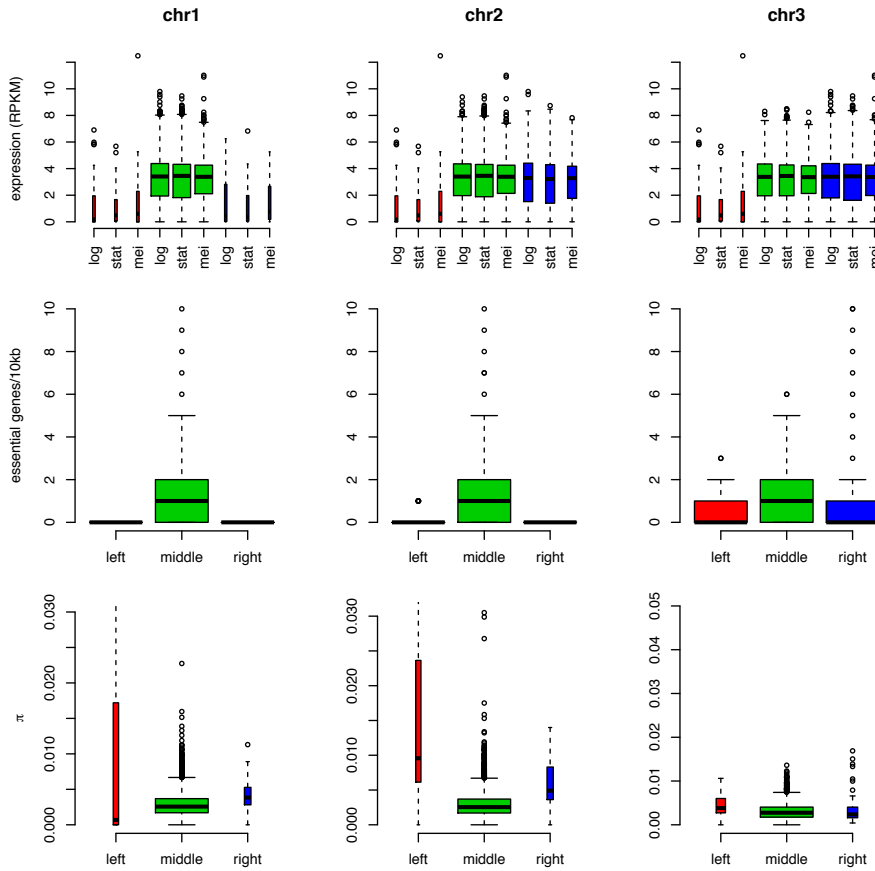 chr1 chr2 chr3
expression (RPKM)
0 2 4 6 8 10
0 2 4 6 8 10
0 2 4 6 8 10
log stat mei log stat mei log stat mei
log stat mei log stat mei log stat mei
log stat mei log stat mei log stat mei
essential genes/10kb
0 2 4 6 8 10
0 2 4 6 8 10
0 2 4 6 8 10
left middle right
left middle right
left middle right
π
0.000 0.010 0.020 0.030
0.000 0.010 0.020 0.030
0.00 0.01 0.02 0.03 0.04 0.05
left middle right
left middle right
left middle right